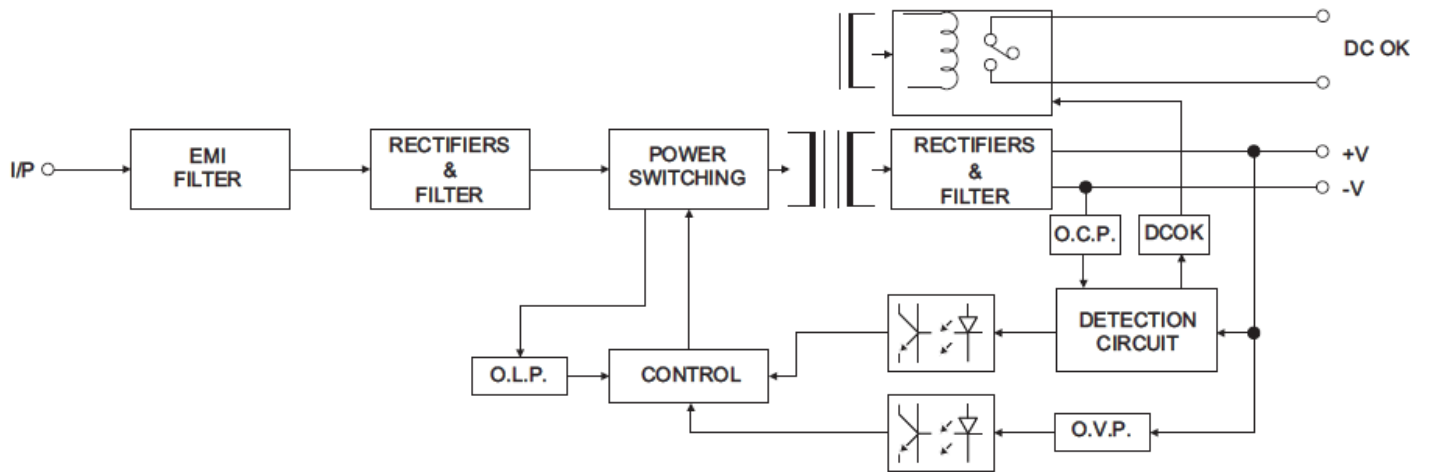 DC OK
I/P
EMI
FILTER
RECTIFIERS
&
FILTER
POWER
SWITCHING
RECTIFIERS
&
FILTER
+V
-V
O.C.P.
DCOK
DETECTION
CIRCUIT
O.L.P.
CONTROL
O.V.P.